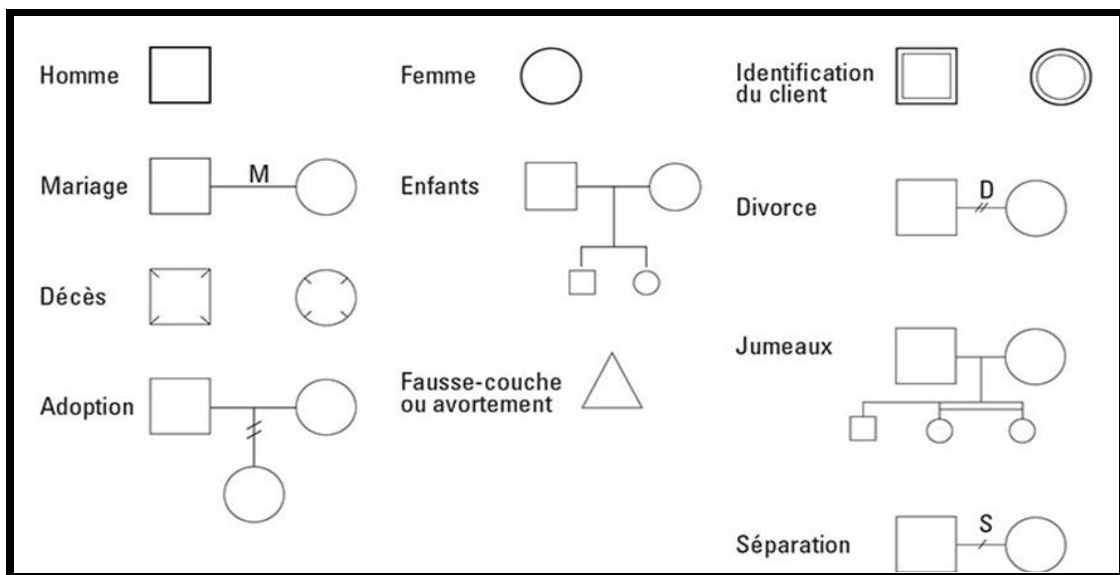 Homme
Femme
Identification
du client
Mariage
M
Enfants
Divorce
D
Décès
Jumeaux
Adoption
Fausse-couche
ou avortement
Séparation
S